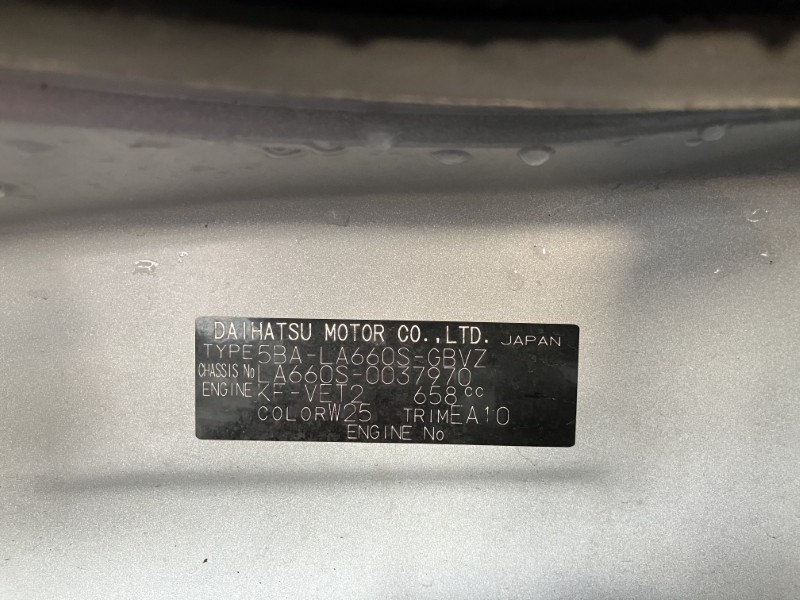 DAIHATSU MOTOR CO.,LTD. JAPAN
TYPE 5BA-LA660S-GBVZ
CHASSIS No LA660S-0037970
ENGINE KF-VET2 658cc
COLOR W25 TRIM EA10
ENGINE No